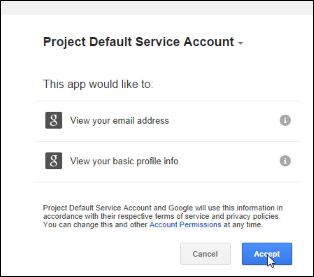 Project Default Service Account
This app would like to:
View your email address
View your basic profile info
Project Default Service Account and Google will use this information in
accordance with their respective terms of service and privacy policies.
You can change this and other Account Permissions at any time.
Cancel
Accept